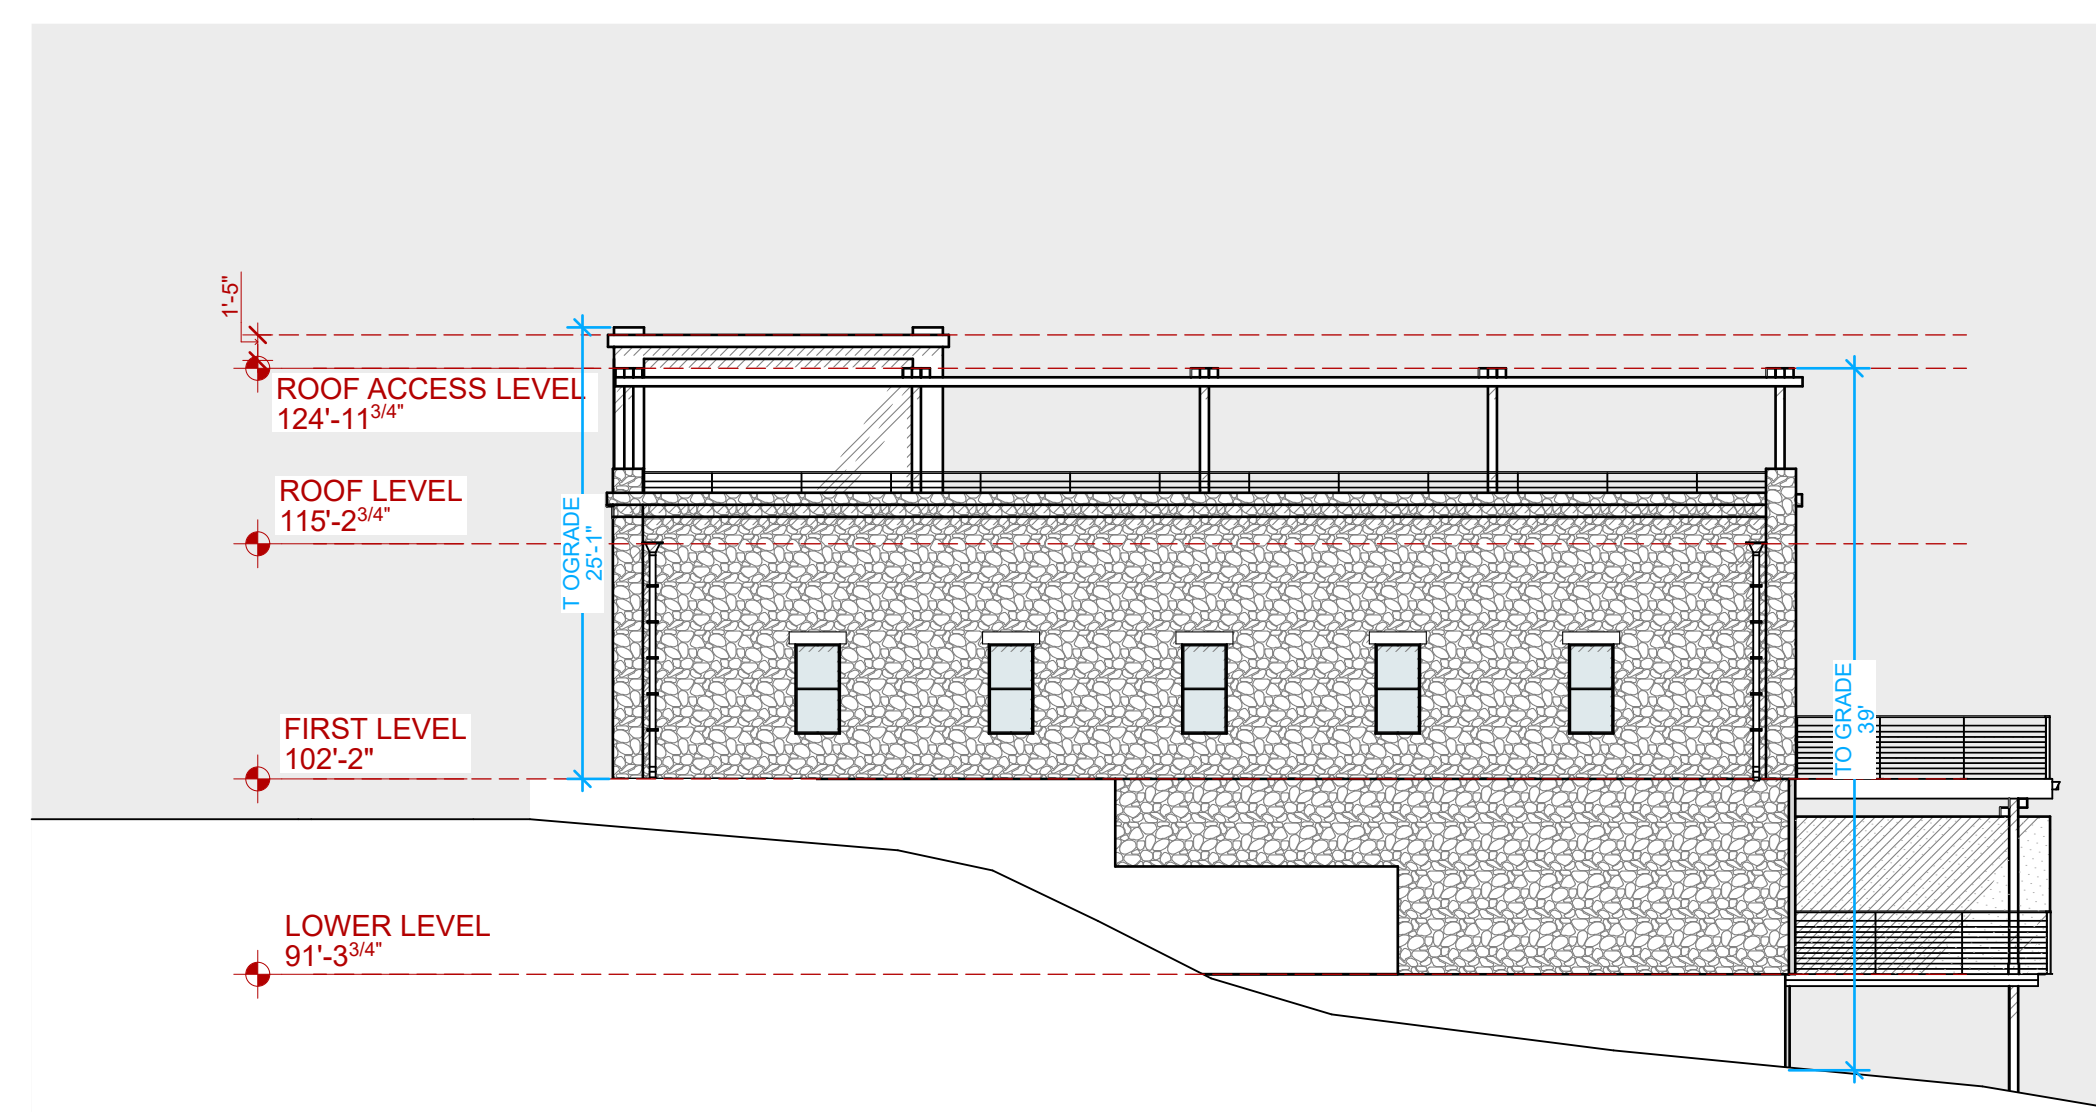 1'-5"
ROOF ACCESS LEVEL
124'-11 3/4"
ROOF LEVEL
115'-2 3/4"
T OGRADE
25'-1"
FIRST LEVEL
102'-2"
TO GRADE
39'
LOWER LEVEL
91'-3 3/4"